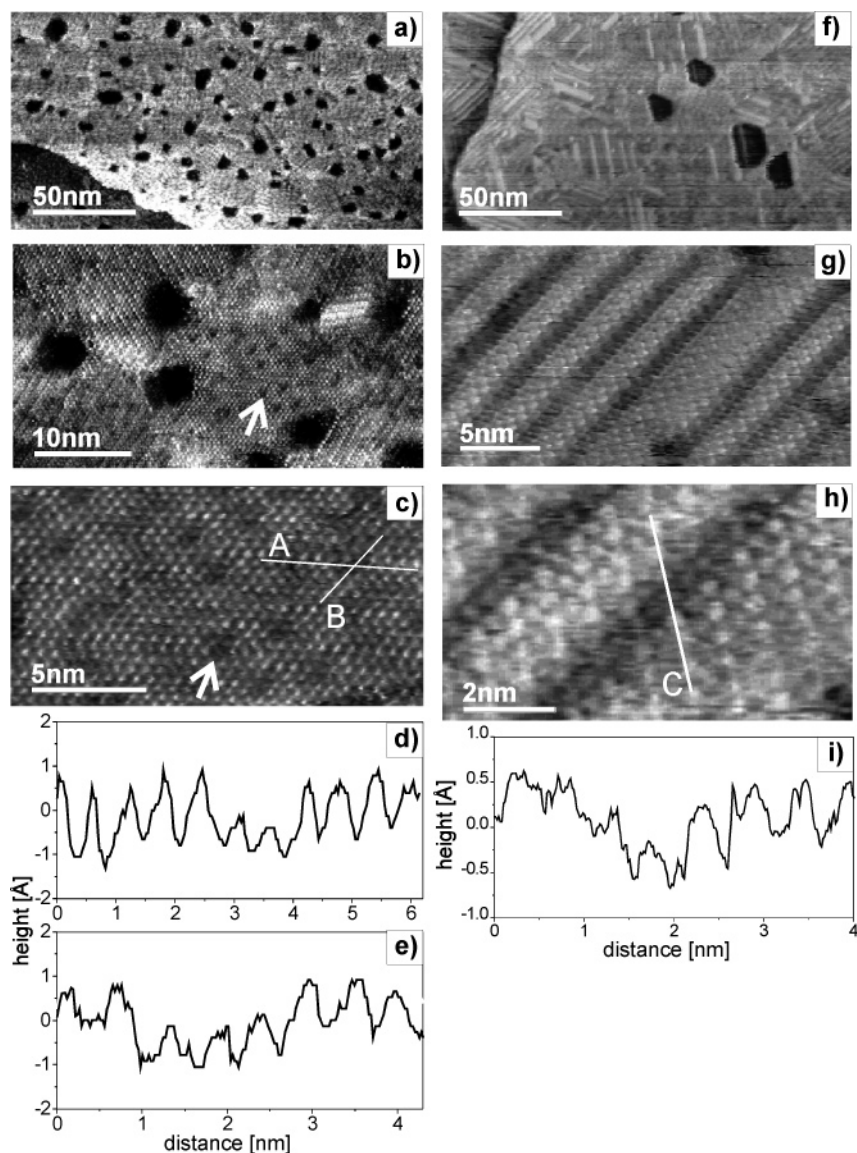 a)
50nm
b)
10nm
c)
A
B
5nm
d)
2
1
0
-1
-2
0 1 2 3 4 5 6
height [Å]
e)
2
1
0
-1
-2
0 1 2 3 4
distance [nm]
f)
50nm
g)
5nm
h)
C
2nm
i)
1.0
0.5
0.0
-0.5
-1.0
height [Å]
0 1 2 3 4
distance [nm]